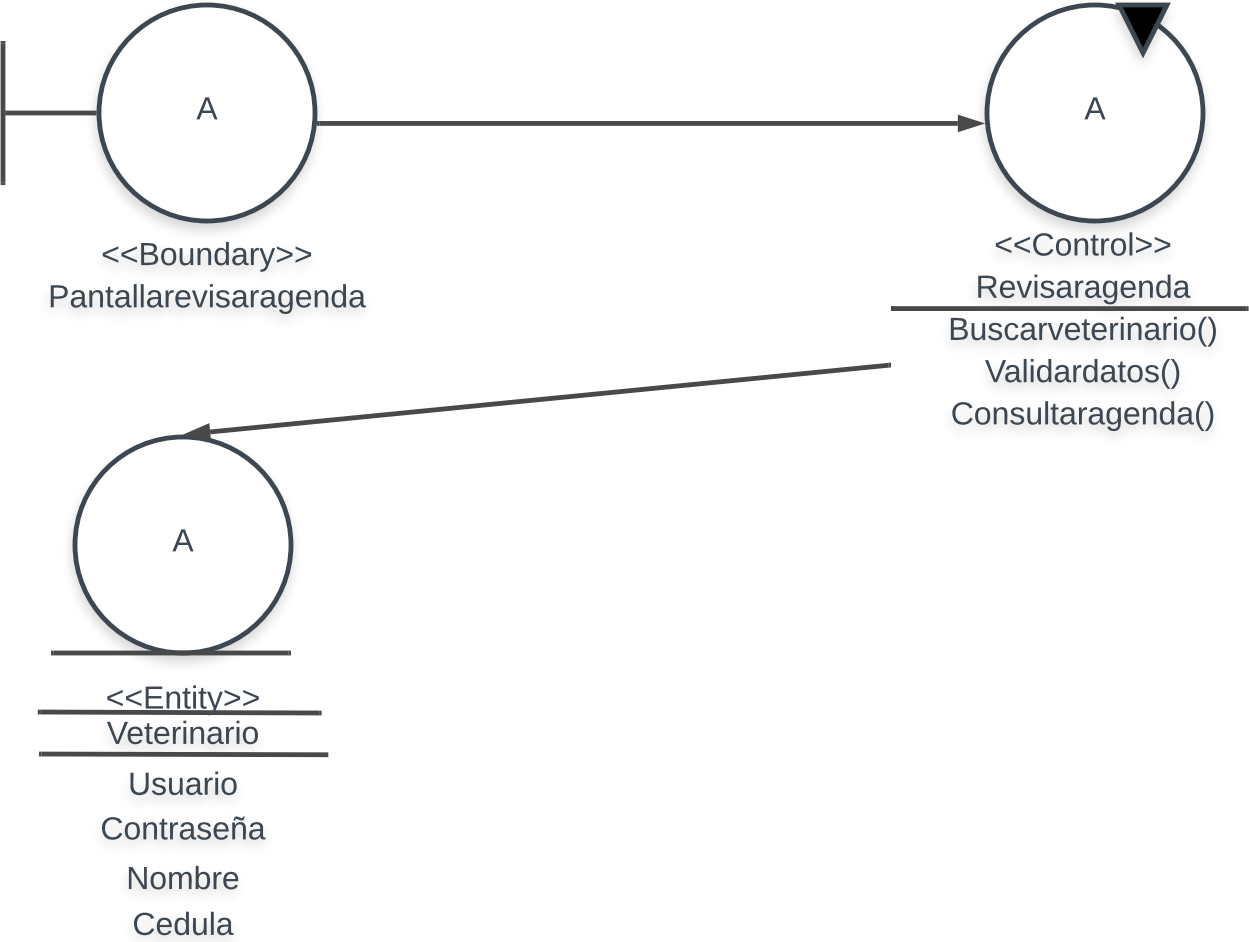 A
A
<<Boundary>>
Pantallarevisaragenda
<<Control>>
Revisaragenda
Buscarveterinario()
Validardatos()
Consultaragenda()
A
<<Entity>>
Veterinario
Usuario
Contraseña
Nombre
Cedula